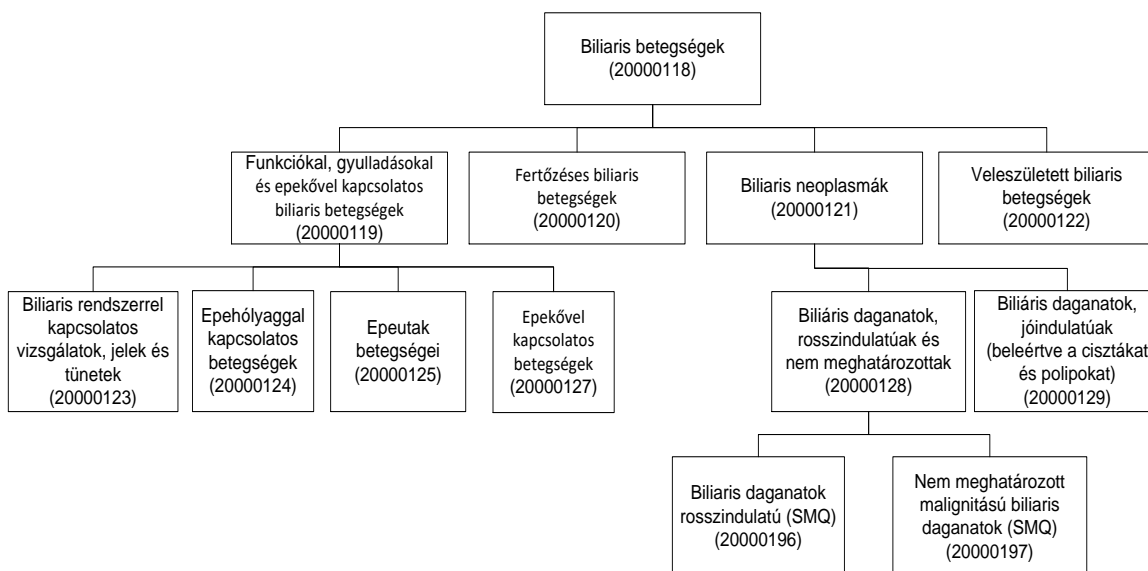 Biliaris betegségek
(20000118)
Funkciókal, gyulladásokal
és epekővel kapcsolatos
biliaris betegségek
(20000119)
Fertőzéses biliaris
betegségek
(20000120)
Biliaris neoplasmák
(20000121)
Veleszületett biliaris
betegségek
(20000122)
Biliaris rendszerrel
kapcsolatos
vizsgálatok, jelek és
tünetek
(20000123)
Epehólyaggal
kapcsolatos
betegségek
(20000124)
Epeutak
betegségei
(20000125)
Epekővel
kapcsolatos
betegségek
(20000127)
Biliáris daganatok,
rosszindulatúak és
nem meghatározottak
(20000128)
Biliáris daganatok,
jóindulatúak
(beleértve a cisztákat
és polipokat)
(20000129)
Biliaris daganatok
rosszindulatú (SMQ)
(20000196)
Nem meghatározott
malignitású biliaris
daganatok (SMQ)
(20000197)